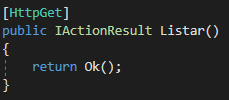 [HttpGet]
public IActionResult Listar()
{
    return Ok();
}